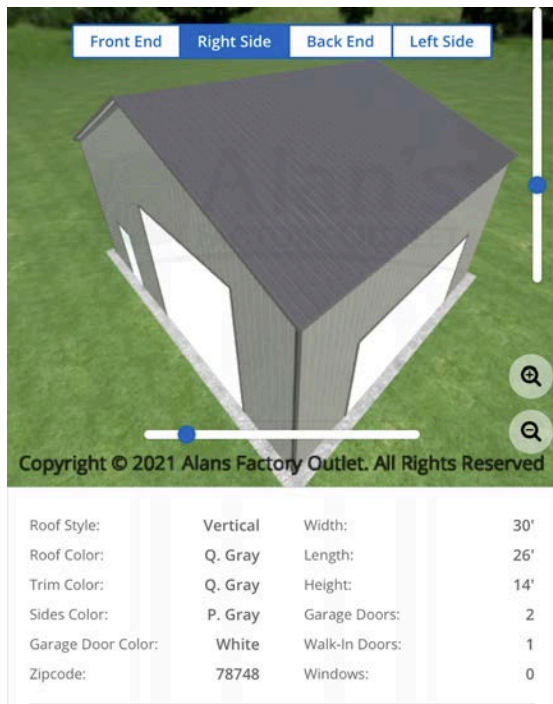 Front End Right Side Back End Left Side
Alan's
Copyright © 2021 Alans Factory Outlet. All Rights Reserved
Roof Style: Vertical Width: 30'
Roof Color: Q. Gray Length: 26'
Trim Color: Q. Gray Height: 14'
Sides Color: P. Gray Garage Doors: 2
Garage Door Color: White Walk-In Doors: 1
Zipcode: 78748 Windows: 0